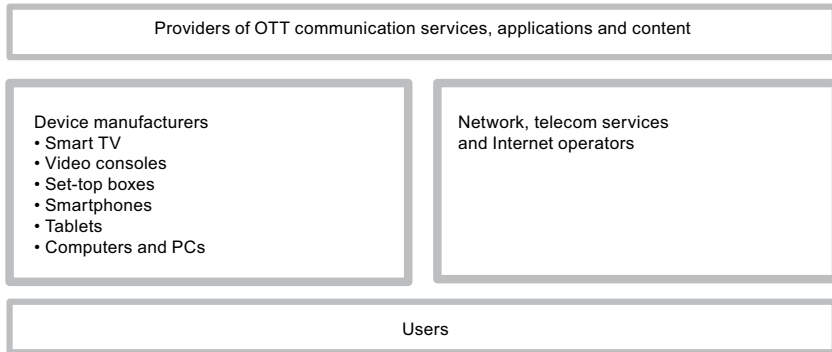 Providers of OTT communication services, applications and content
Device manufacturers
• Smart TV
• Video consoles
• Set-top boxes
• Smartphones
• Tablets
• Computers and PCs
Network, telecom services
and Internet operators
Users